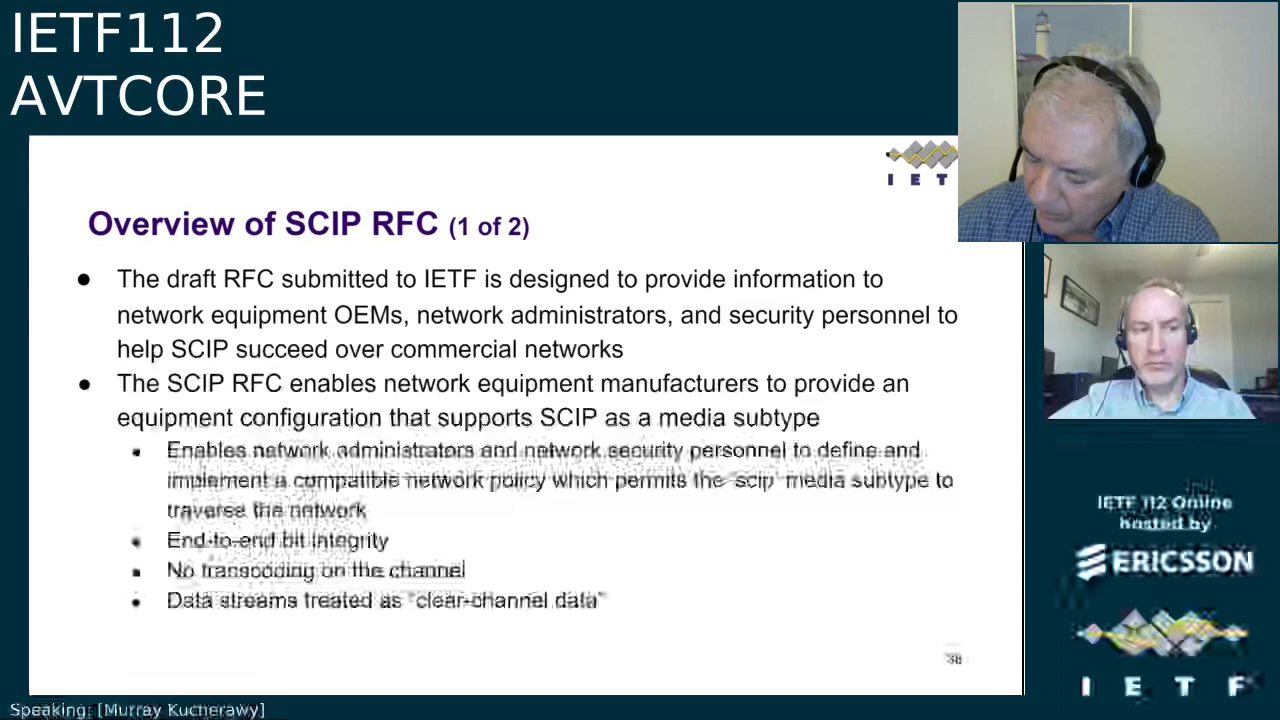 IETF112
AVTCORE
I E T
Overview of SCIP RFC (1 of 2)
● The draft RFC submitted to IETF is designed to provide information to
network equipment OEMs, network administrators, and security personnel to
help SCIP succeed over commercial networks
● The SCIP RFC enables network equipment manufacturers to provide an
equipment configuration that supports SCIP as a media subtype
▪ Enables network administrators and network security personnel to define and
implement a compatible network policy which permits the 'scip' media subtype to
traverse the network
▪ End-to-end bit integrity
▪ No transcoding on the channel
▪ Data streams treated as "clear-channel data"
IETF 112 Online
hosted by
ERICSSON
I E T F
Speaking: [Murray Kucherawy]